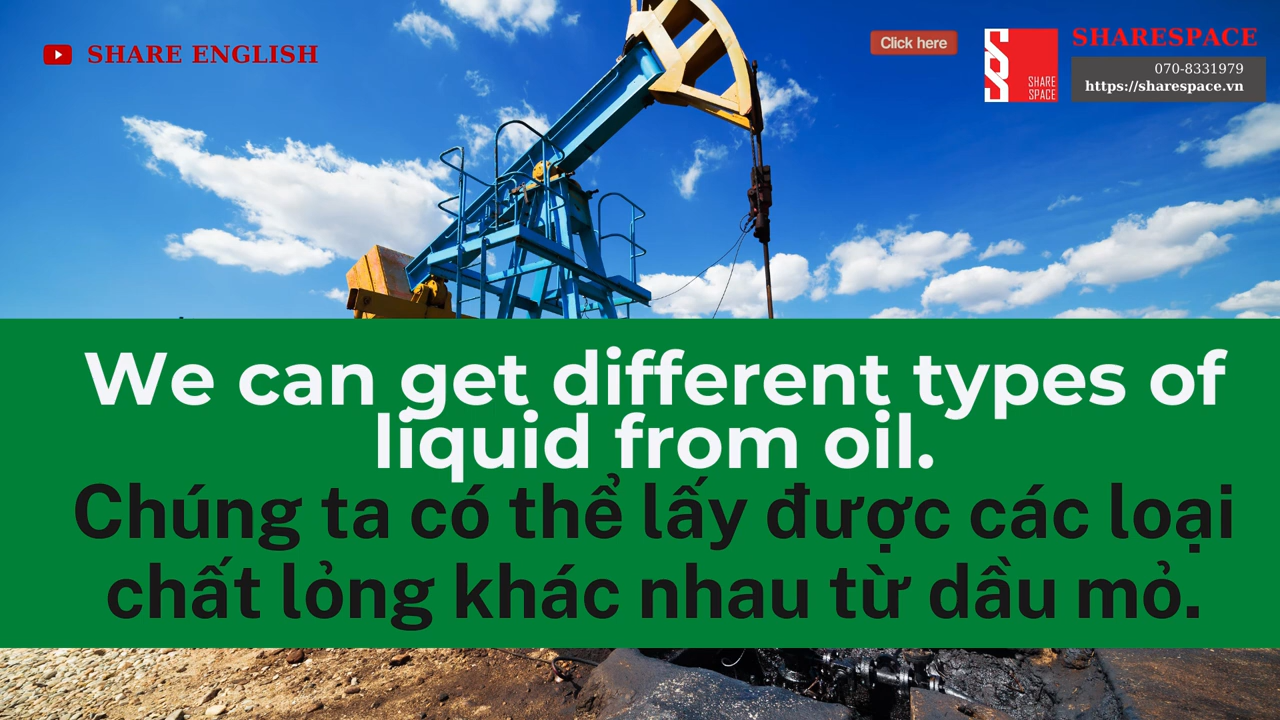 SHARE ENGLISH
Click here
SHARE
SPACE
SHARESPACE
070-8331979
https://sharespace.vn
We can get different types of
liquid from oil.
Chúng ta có thể lấy được các loại
chất lỏng khác nhau từ dầu mỏ.